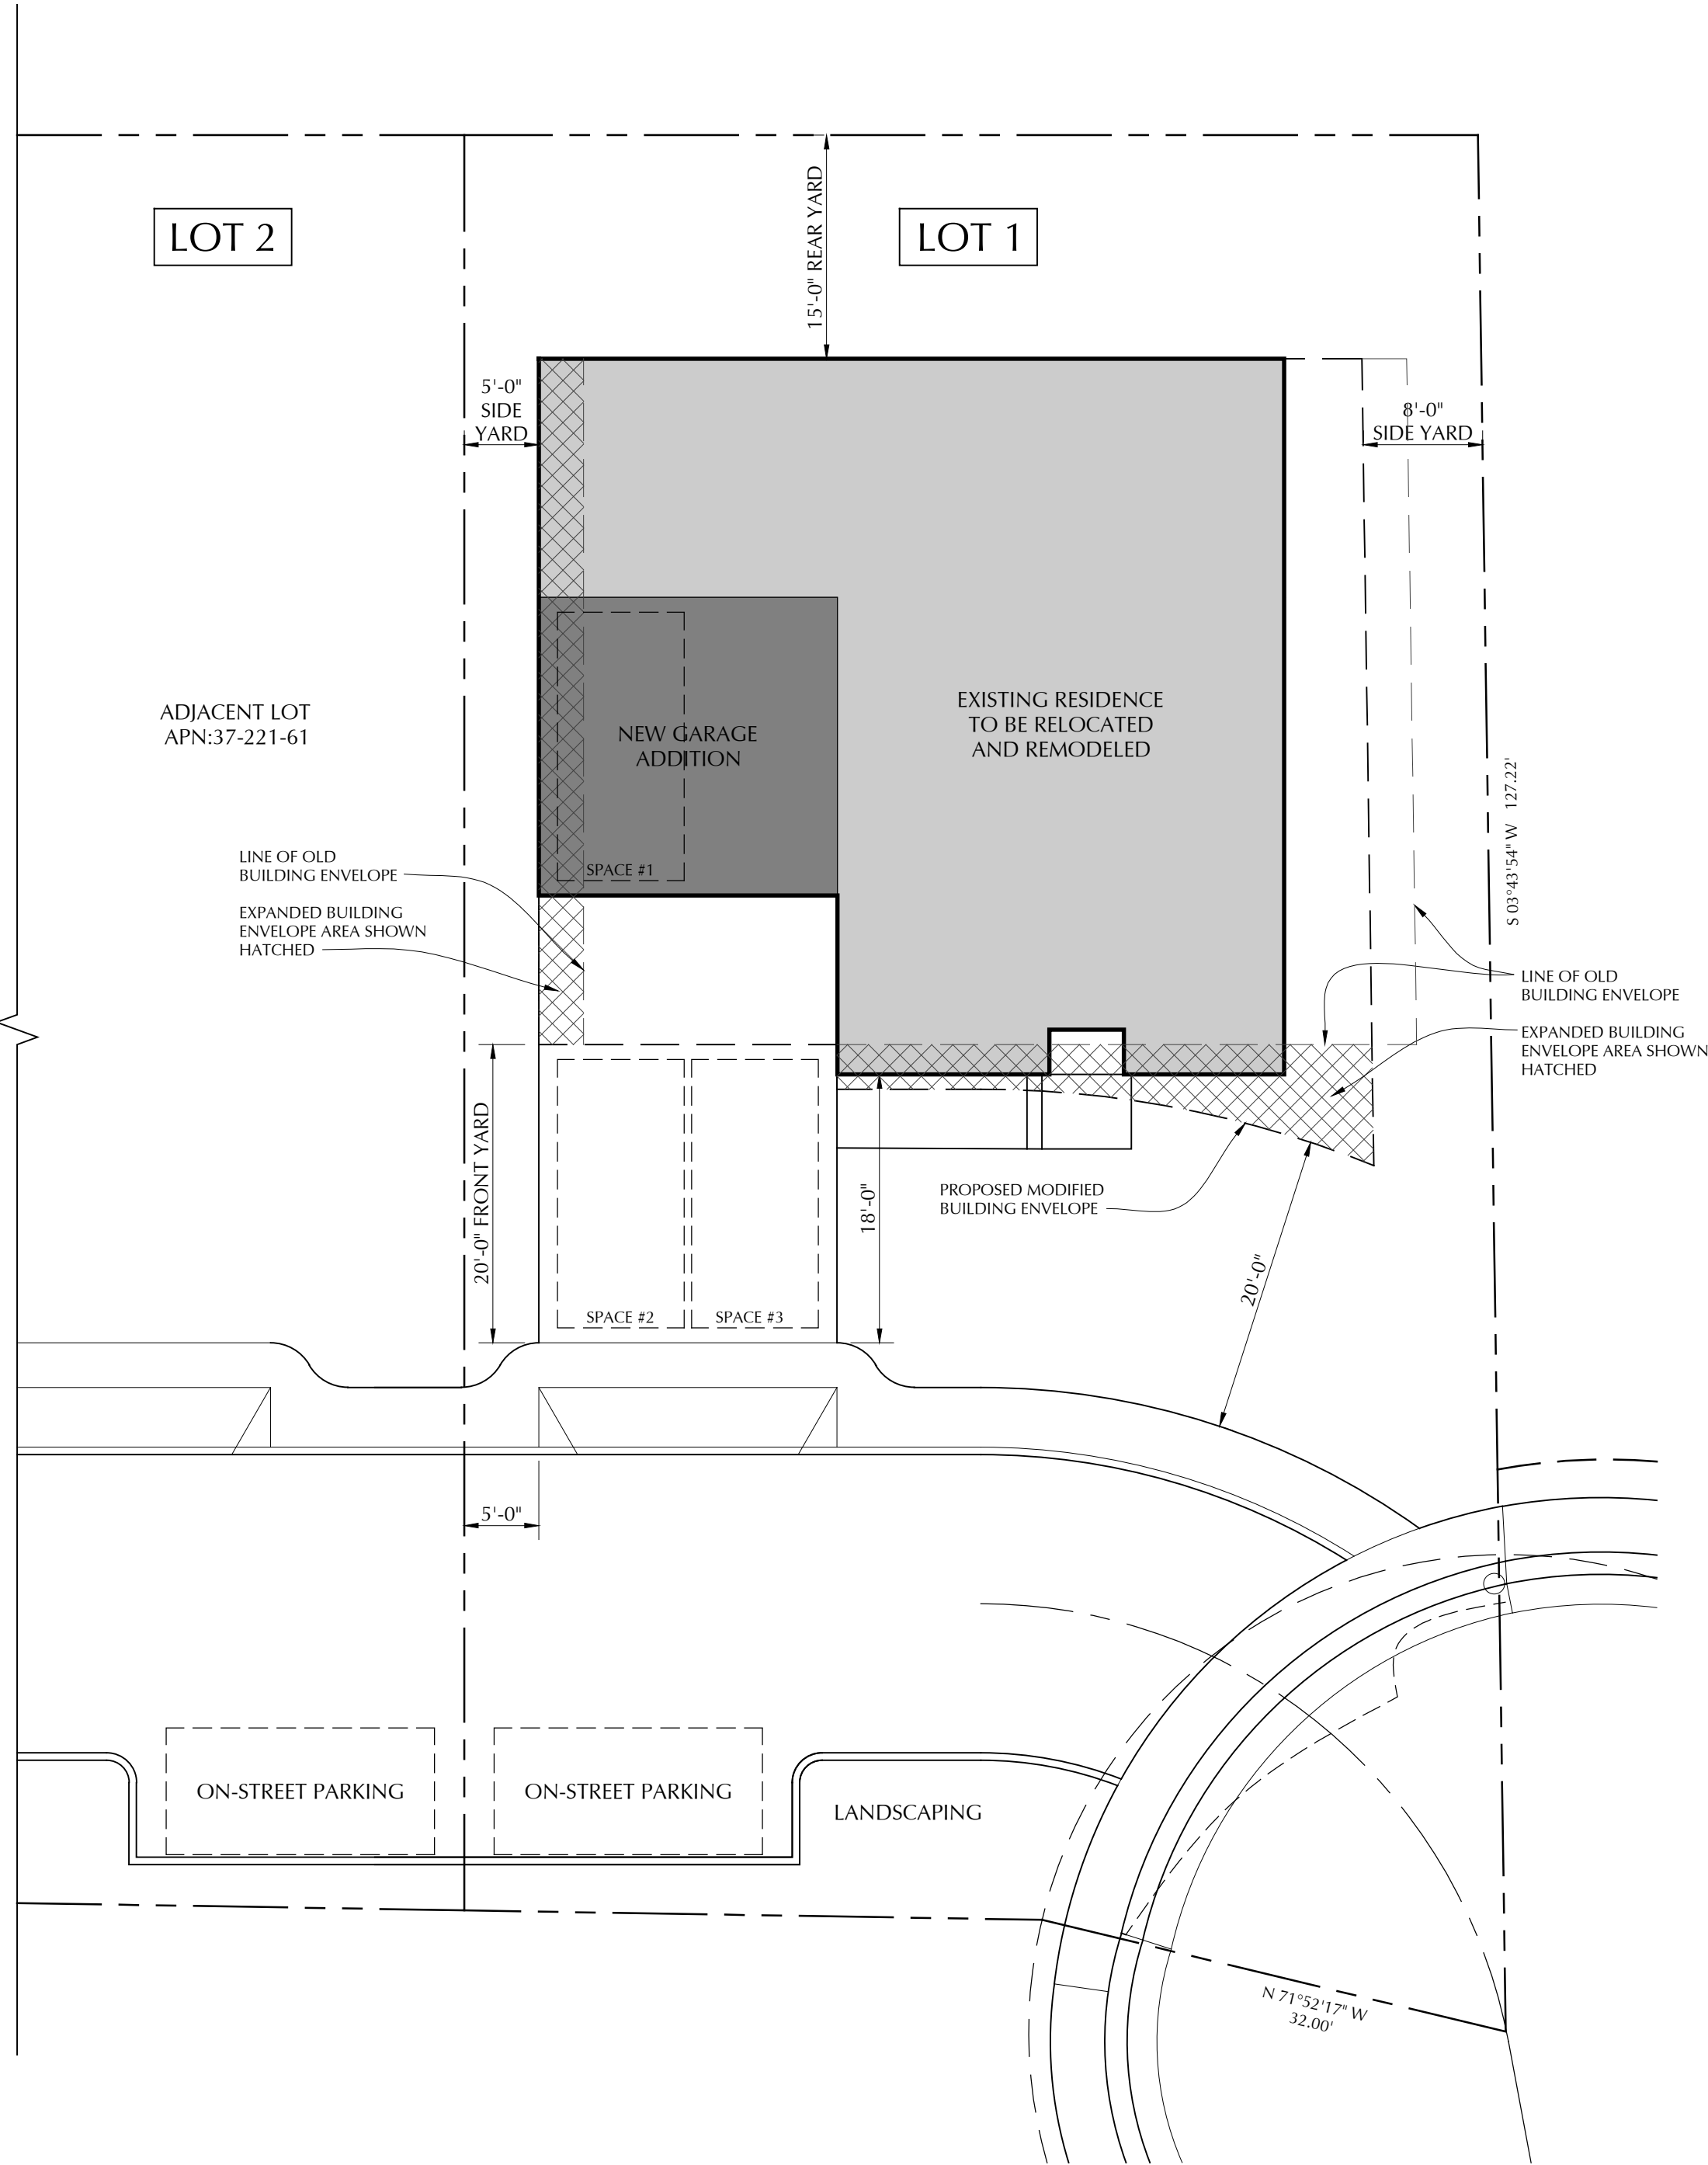 LOT 2
LOT 1
15'-0" REAR YARD
5'-0"
SIDE
YARD
8'-0"
SIDE YARD
ADJACENT LOT
APN:37-221-61
NEW GARAGE
ADDITION
EXISTING RESIDENCE
TO BE RELOCATED
AND REMODELED
S 03°43'54" W 127.22'
SPACE #1
LINE OF OLD
BUILDING ENVELOPE
EXPANDED BUILDING
ENVELOPE AREA SHOWN
HATCHED
LINE OF OLD
BUILDING ENVELOPE
EXPANDED BUILDING
ENVELOPE AREA SHOWN
HATCHED
20'-0" FRONT YARD
18'-0"
PROPOSED MODIFIED
BUILDING ENVELOPE
20'-0"
SPACE #2
SPACE #3
5'-0"
ON-STREET PARKING
ON-STREET PARKING
LANDSCAPING
N 71°52'17" W
32.00'